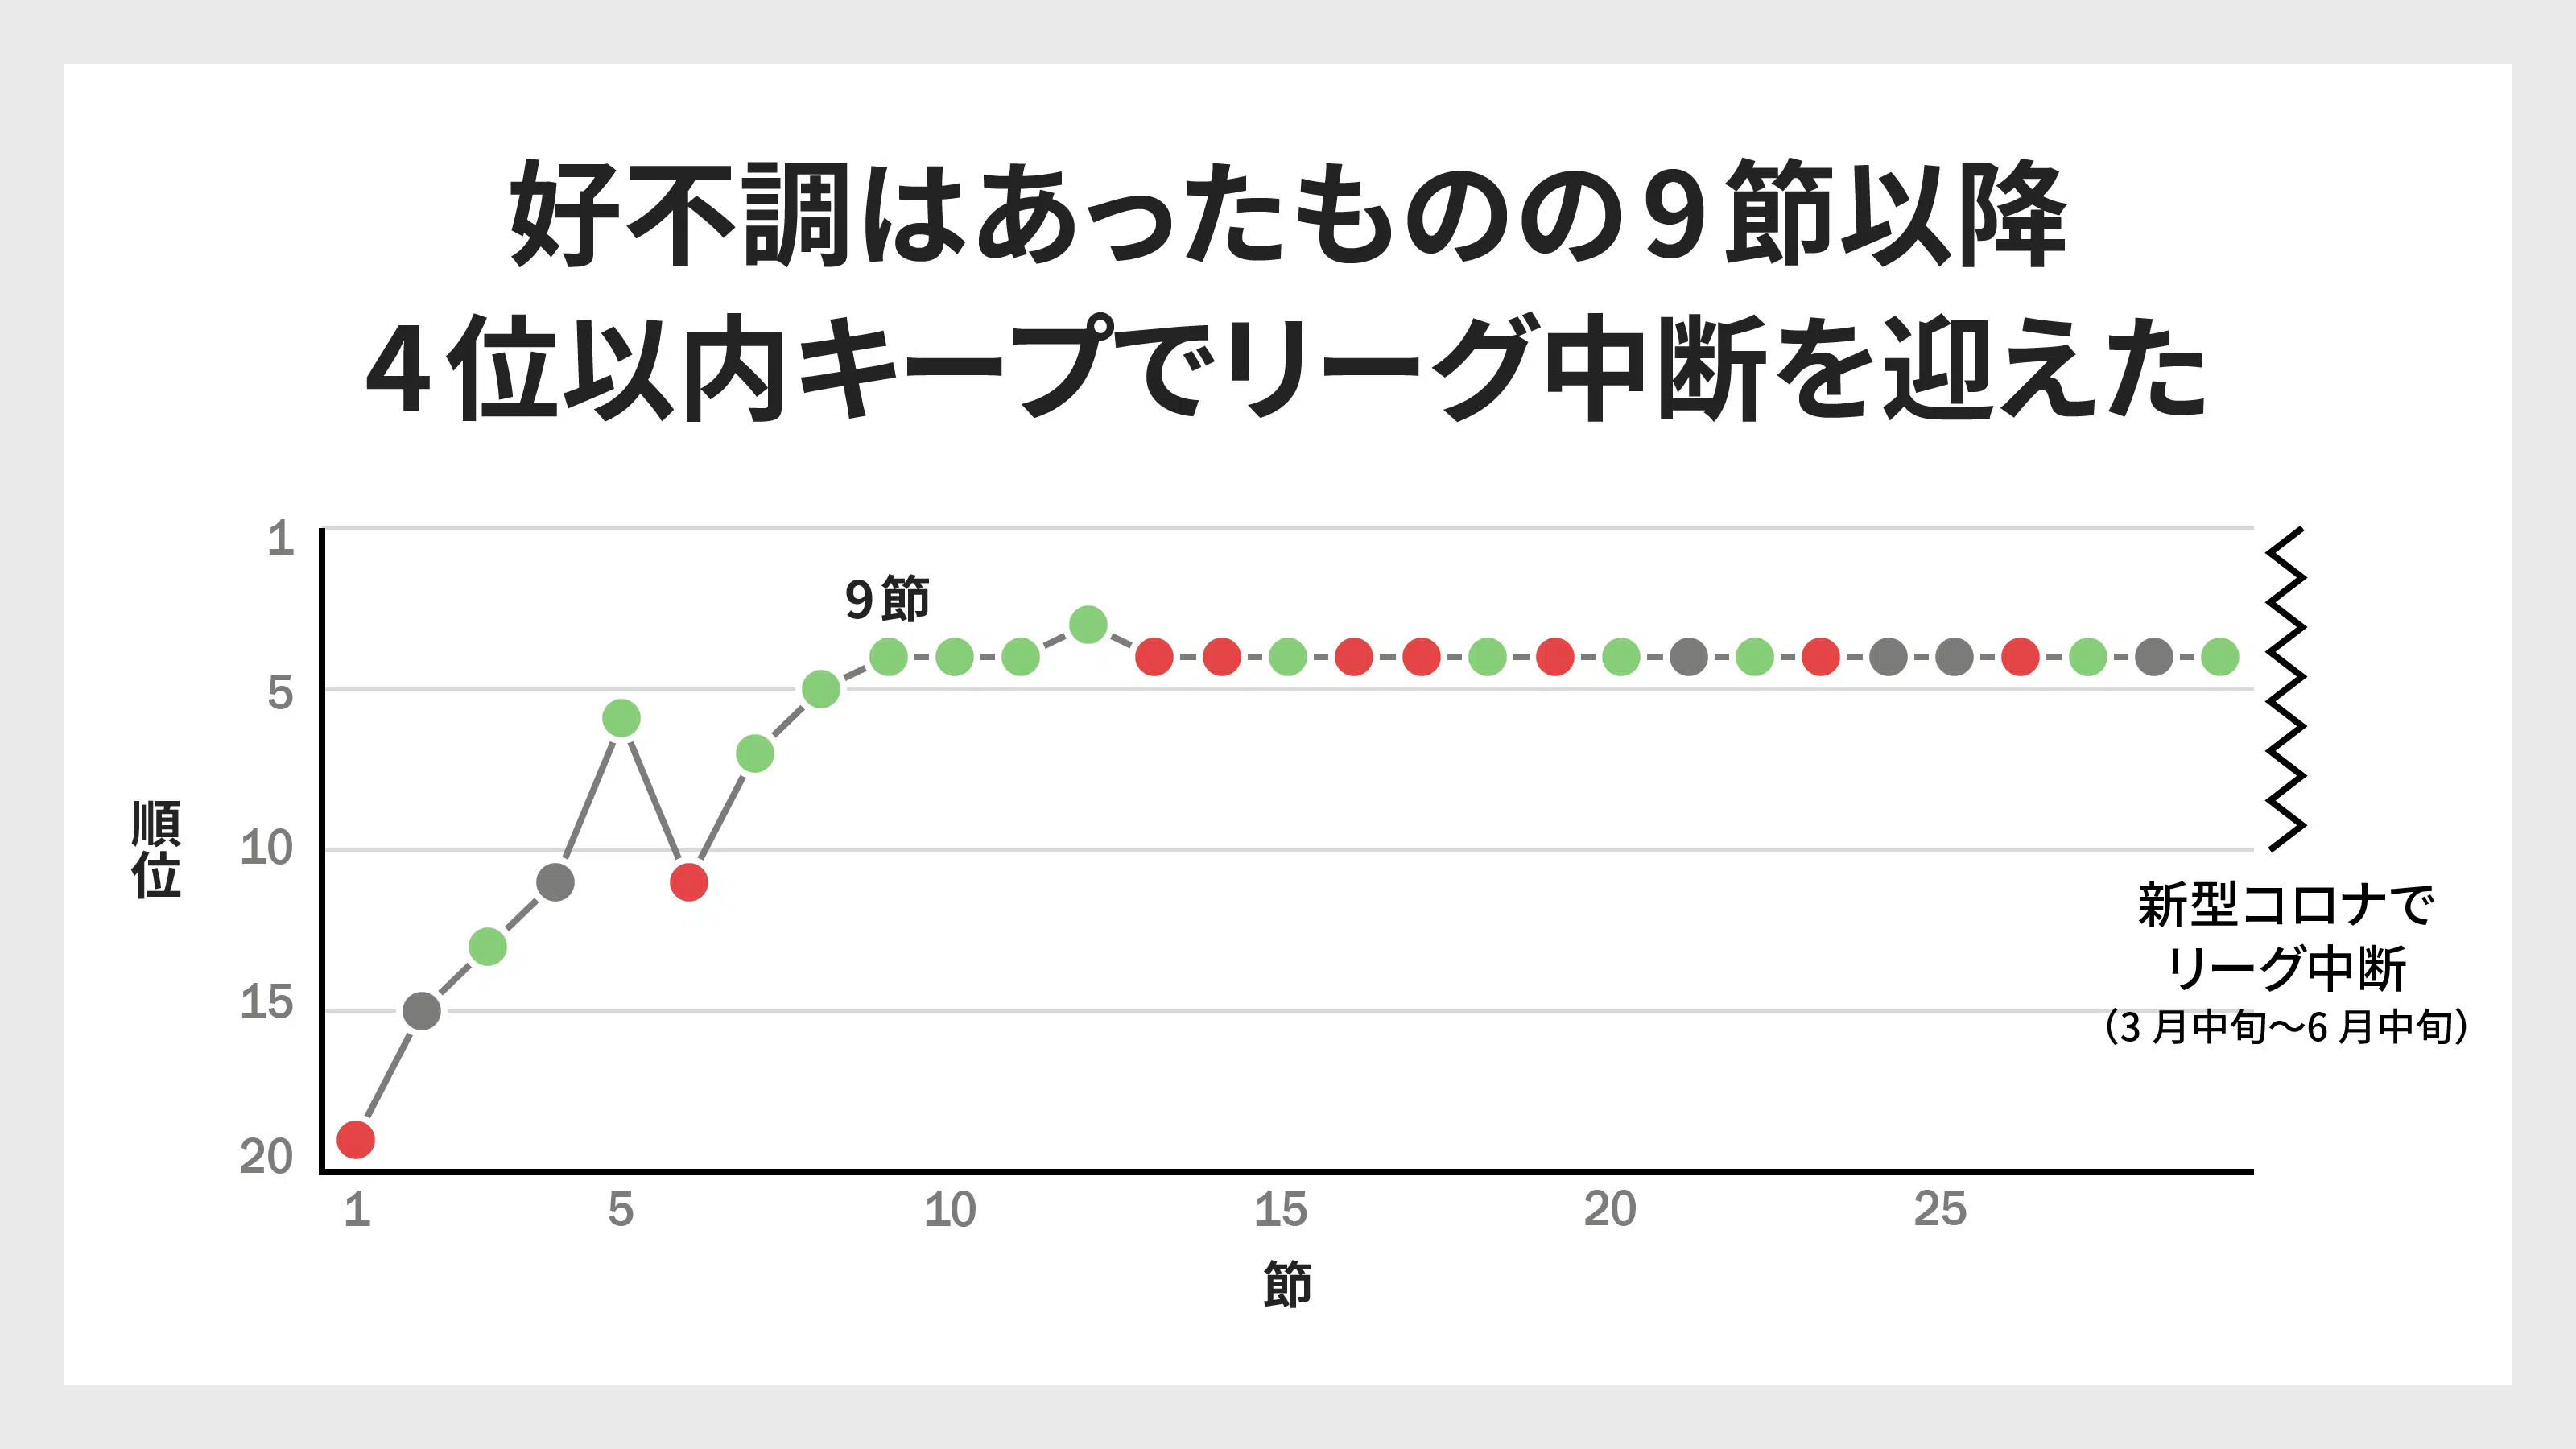 好不調はあったものの9節以降
4位以内キープでリーグ中断を迎えた
1
9節
5
順位
10
新型コロナで
リーグ中断
（3月中旬〜6月中旬）
15
20
1 5 10 15 20 25
節